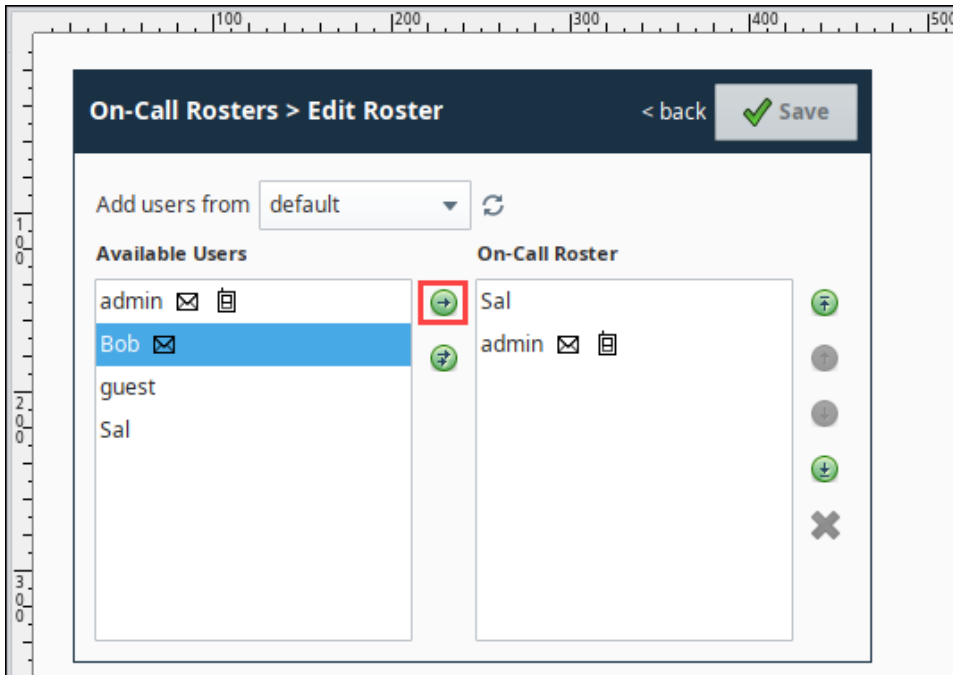 100 200 300 400 500
On-Call Rosters > Edit Roster < back Save
Add users from default
Available Users On-Call Roster
admin Sal
Bob admin
guest
Sal
100
200
300